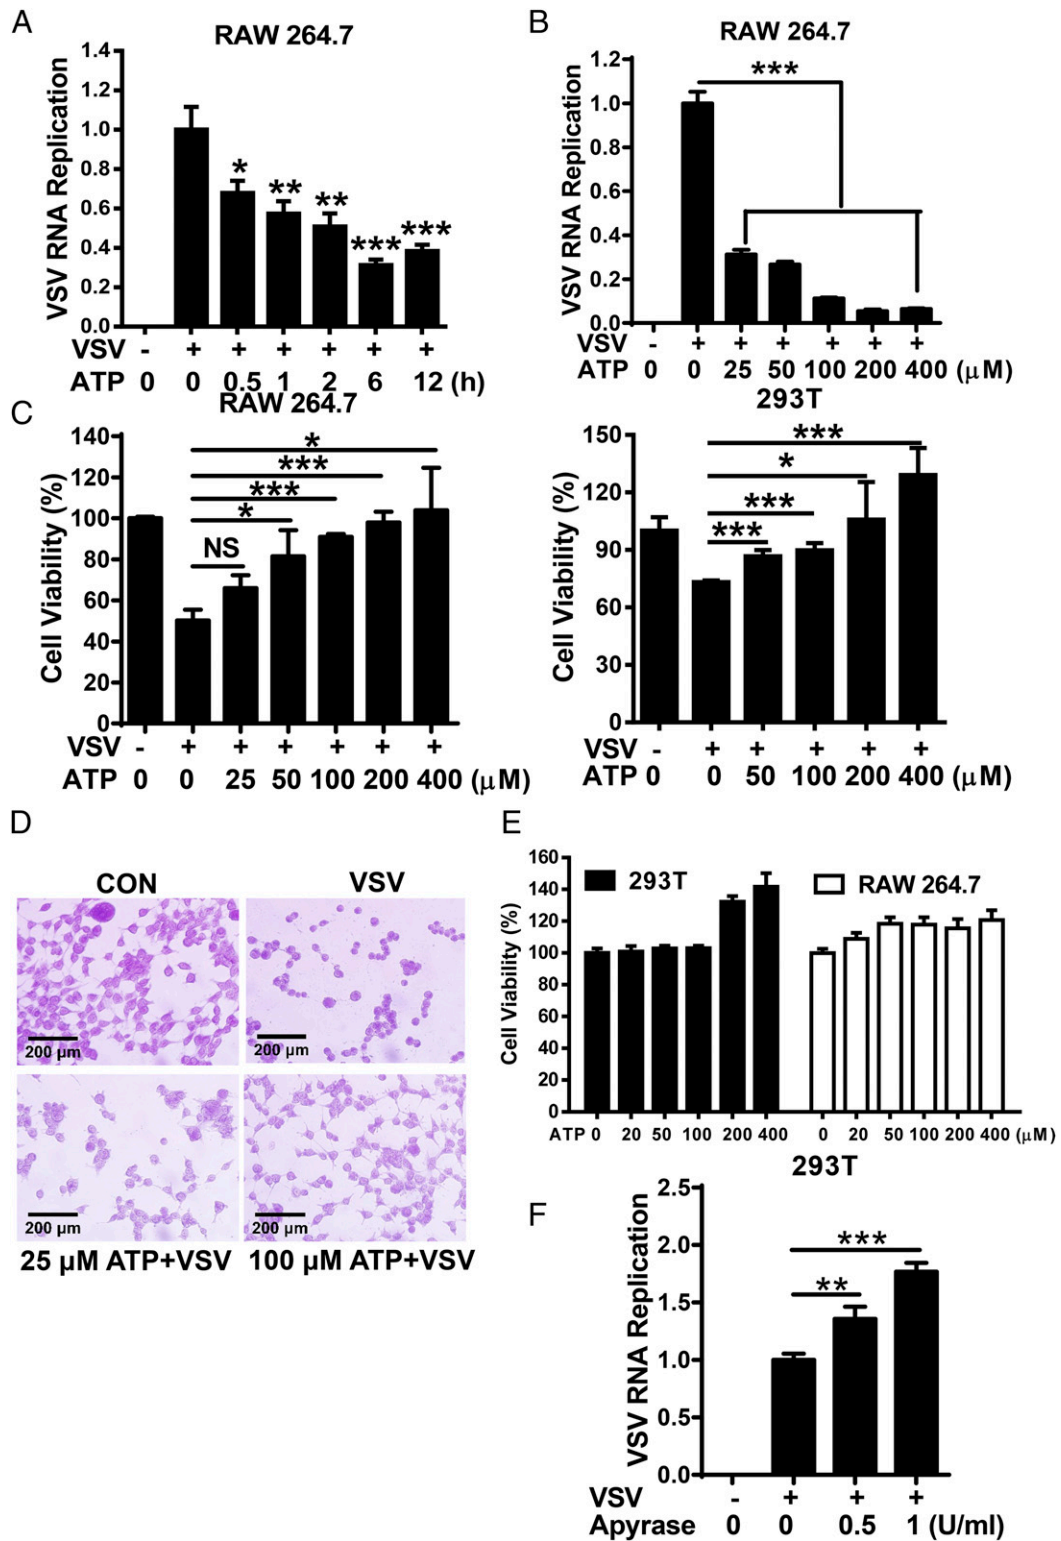 A
RAW 264.7
VSV RNA Replication
1.4
1.2
1.0
0.8
0.6
0.4
0.2
0.0
*
**
**
***
***
VSV - + + + + + +
ATP 0 0 0.5 1 2 6 12 (h)
B
RAW 264.7
VSV RNA Replication
1.2
1.0
0.8
0.6
0.4
0.2
0.0
***
VSV - + + + + + +
ATP 0 0 25 50 100 200 400 (μM)
C
RAW 264.7
Cell Viability (%)
140
120
100
80
60
40
20
0
*
***
***
*
NS
VSV - + + + + + +
ATP 0 0 25 50 100 200 400 (μM)
293T
Cell Viability (%)
150
120
90
60
30
0
***
*
***
***
VSV - + + + + +
ATP 0 0 50 100 200 400 (μM)
D
CON VSV
200 μm
200 μm
200 μm
200 μm
25 μM ATP+VSV 100 μM ATP+VSV
E
293T
RAW 264.7
Cell Viability (%)
160
140
120
100
80
60
40
20
0
ATP 0 20 50 100 200 400 0 20 50 100 200 400 (μM)
F
293T
VSV RNA Replication
2.5
2.0
1.5
1.0
0.5
0.0
***
**
VSV - + + +
Apyrase 0 0 0.5 1 (U/ml)